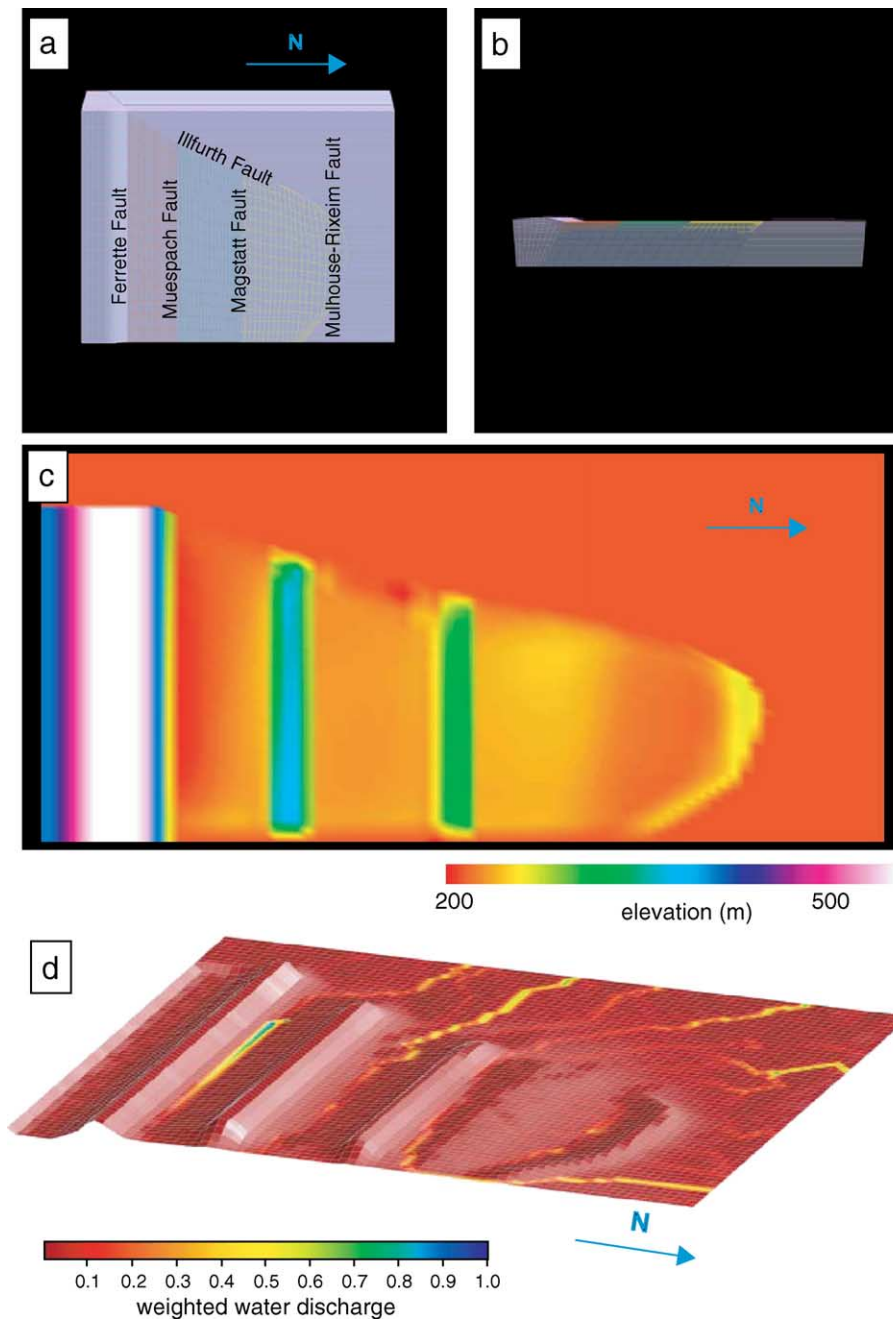 a
N
Illfurth Fault
Ferrette Fault
Muespach Fault
Magstatt Fault
Mulhouse-Rixeim Fault
b
c
N
200
500
elevation (m)
d
N
0.1 0.2 0.3 0.4 0.5 0.6 0.7 0.8 0.9 1.0
weighted water discharge